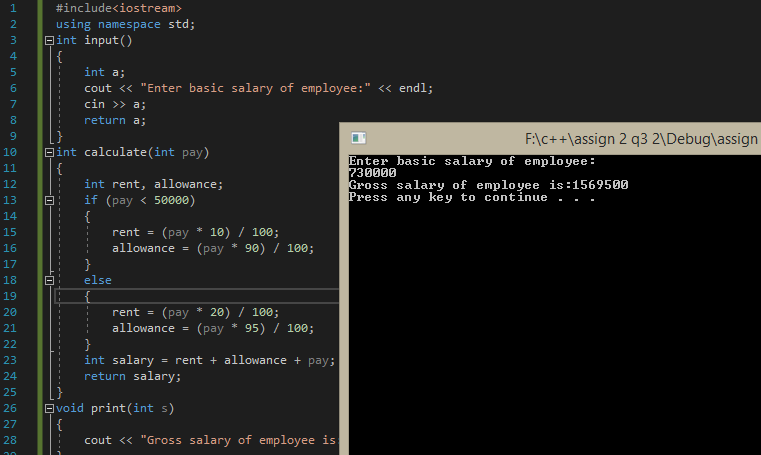 1 #include<iostream>
2 using namespace std;
3 int input()
4 {
5 int a;
6 cout << "Enter basic salary of employee:" << endl;
7 cin >> a;
8 return a;
9 }
10 int calculate(int pay)
11 {
12 int rent, allowance;
13 if (pay < 50000)
14 {
15 rent = (pay * 10) / 100;
16 allowance = (pay * 90) / 100;
17 }
18 else
19 {
20 rent = (pay * 20) / 100;
21 allowance = (pay * 95) / 100;
22 }
23 int salary = rent + allowance + pay;
24 return salary;
25 }
26 void print(int s)
27 {
28 cout << "Gross salary of employee is
F:\c++\assign 2 q3 2\Debug\assign
Enter basic salary of employee:
730000
Gross salary of employee is:1569500
Press any key to continue . . .